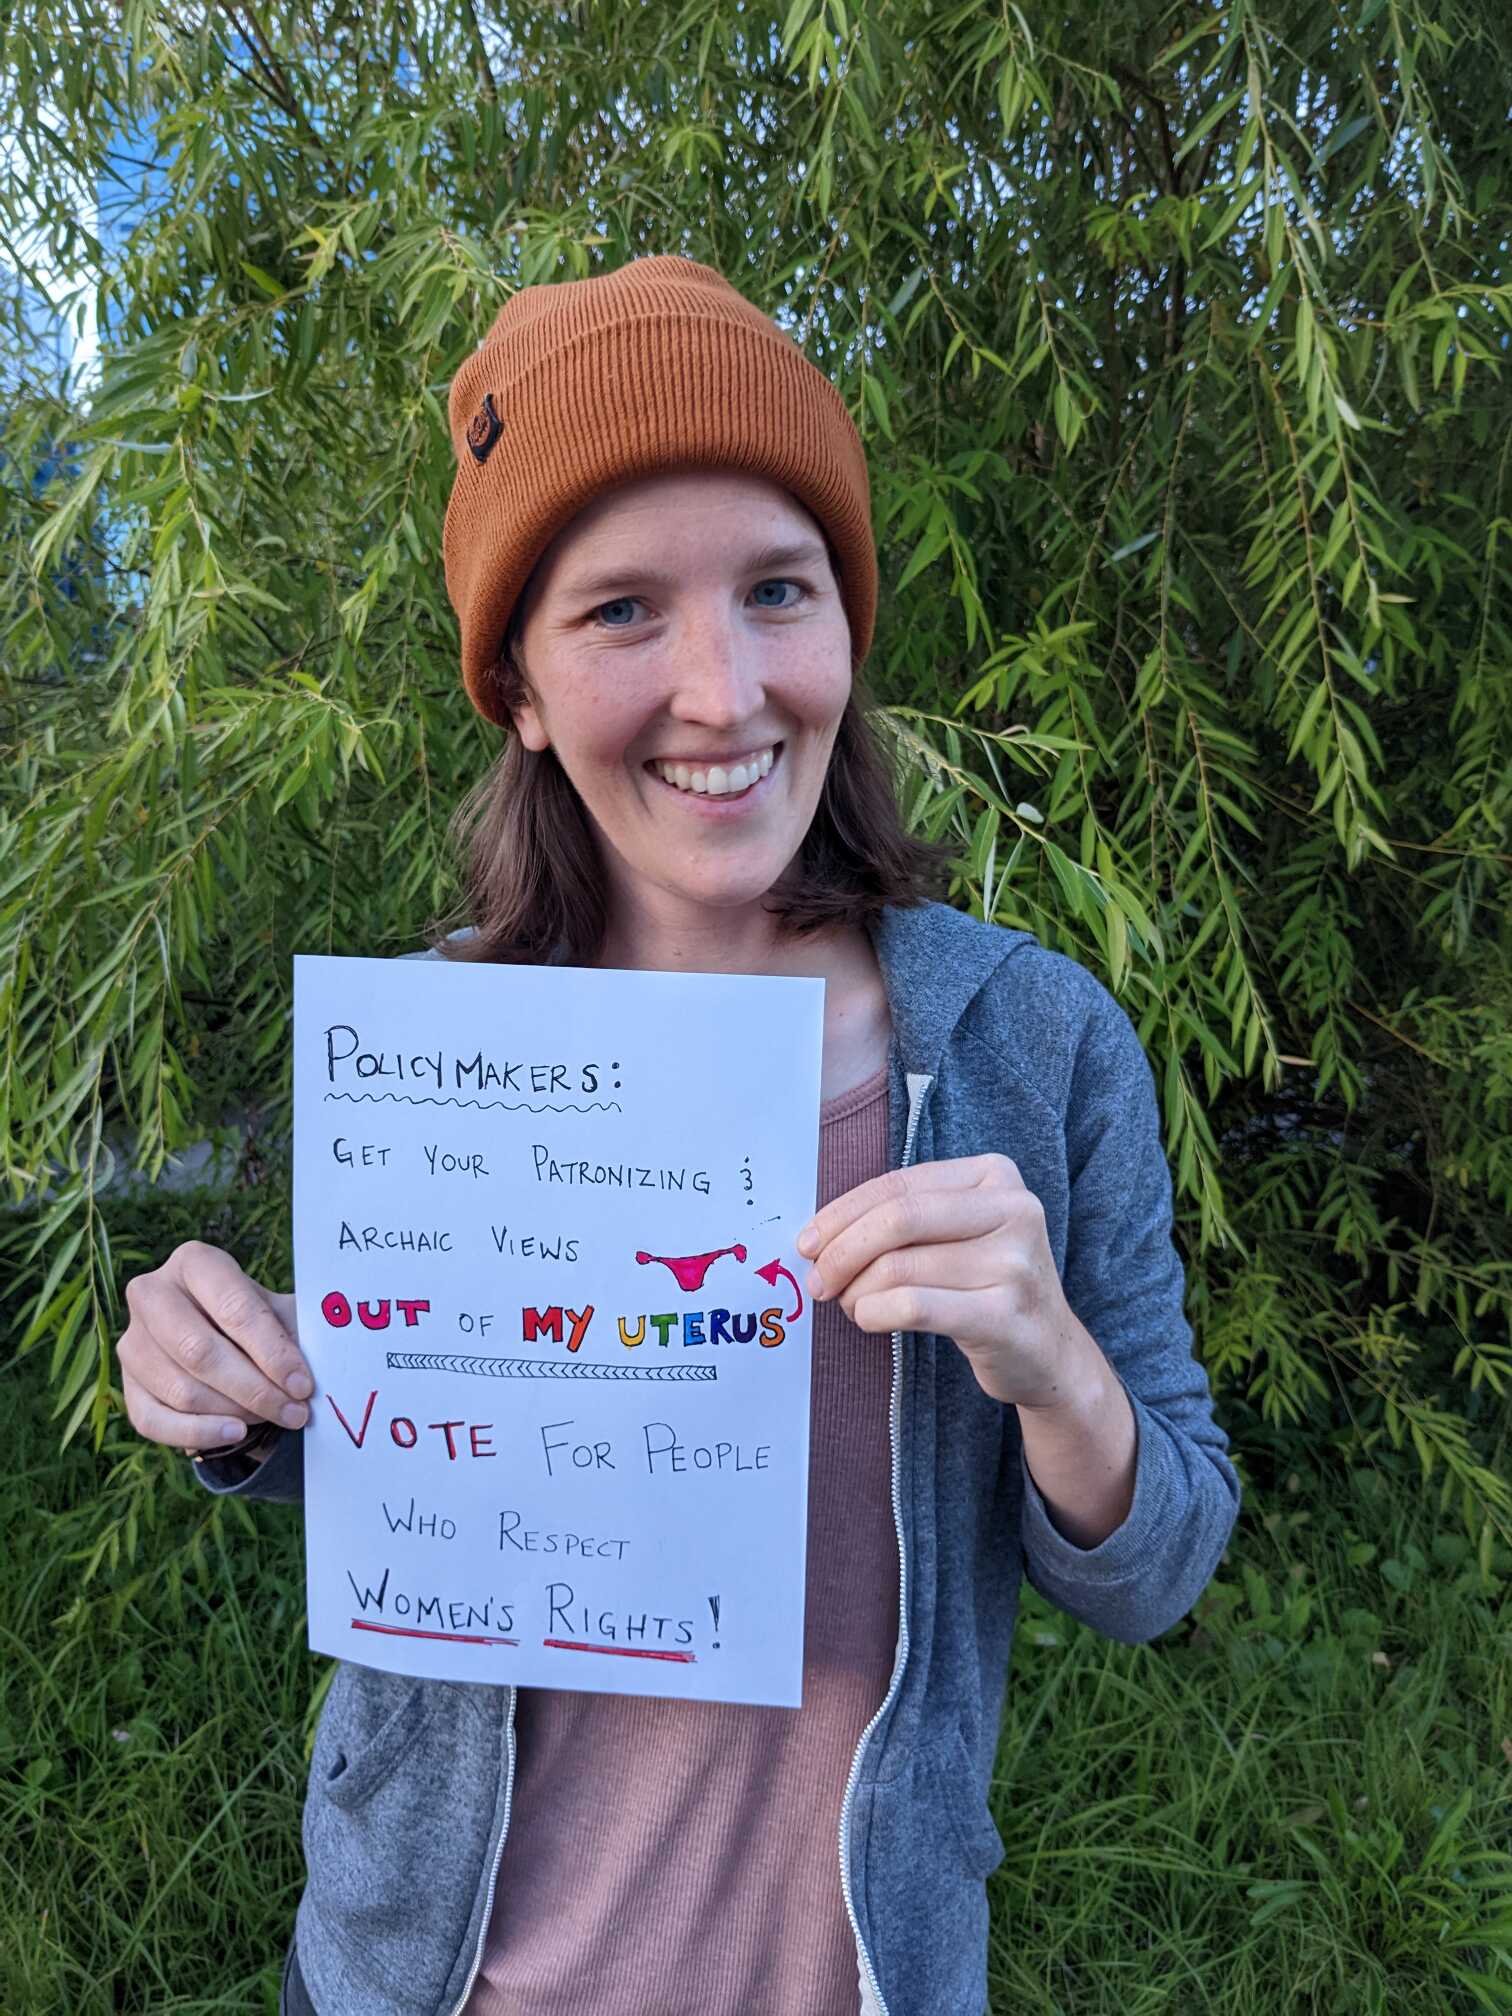 POLICYMAKERS:
GET YOUR PATRONIZING &
ARCHAIC VIEWS
OUT OF MY UTERUS
VOTE FOR PEOPLE
WHO RESPECT
WOMEN'S RIGHTS!